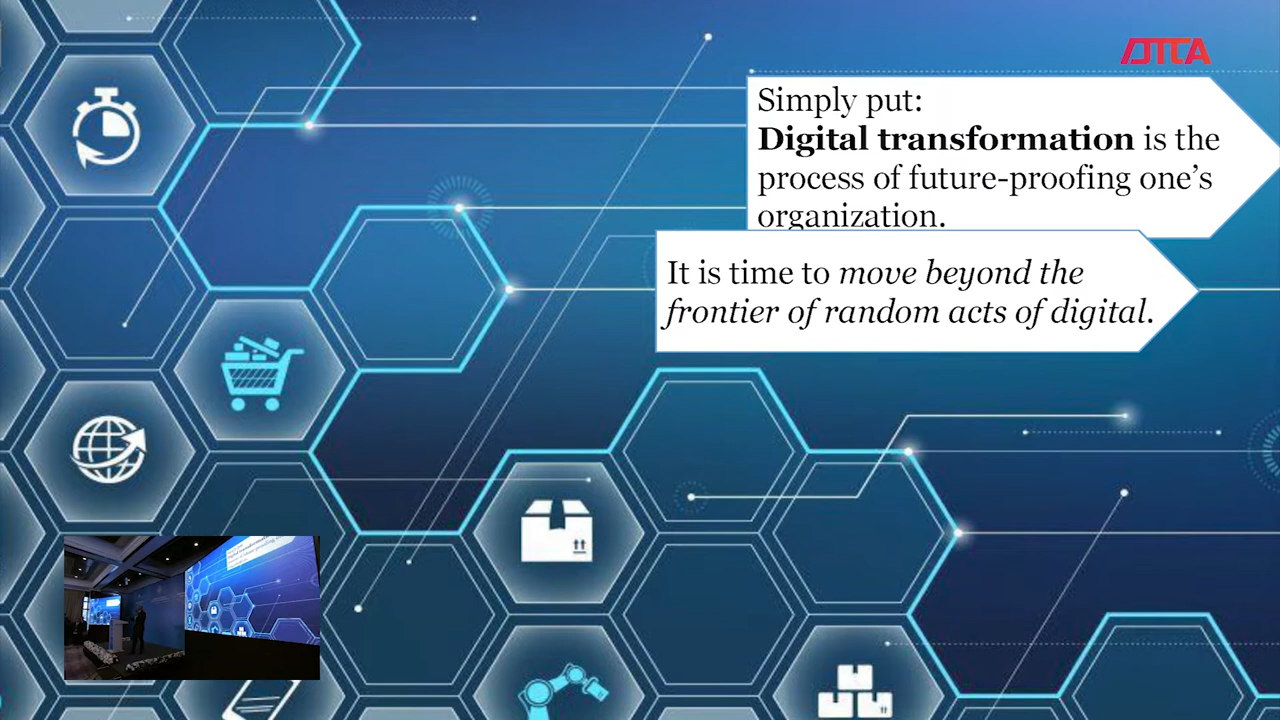 ADTCA
Simply put:
Digital transformation is the
process of future-proofing one’s
organization.
It is time to move beyond the
frontier of random acts of digital.